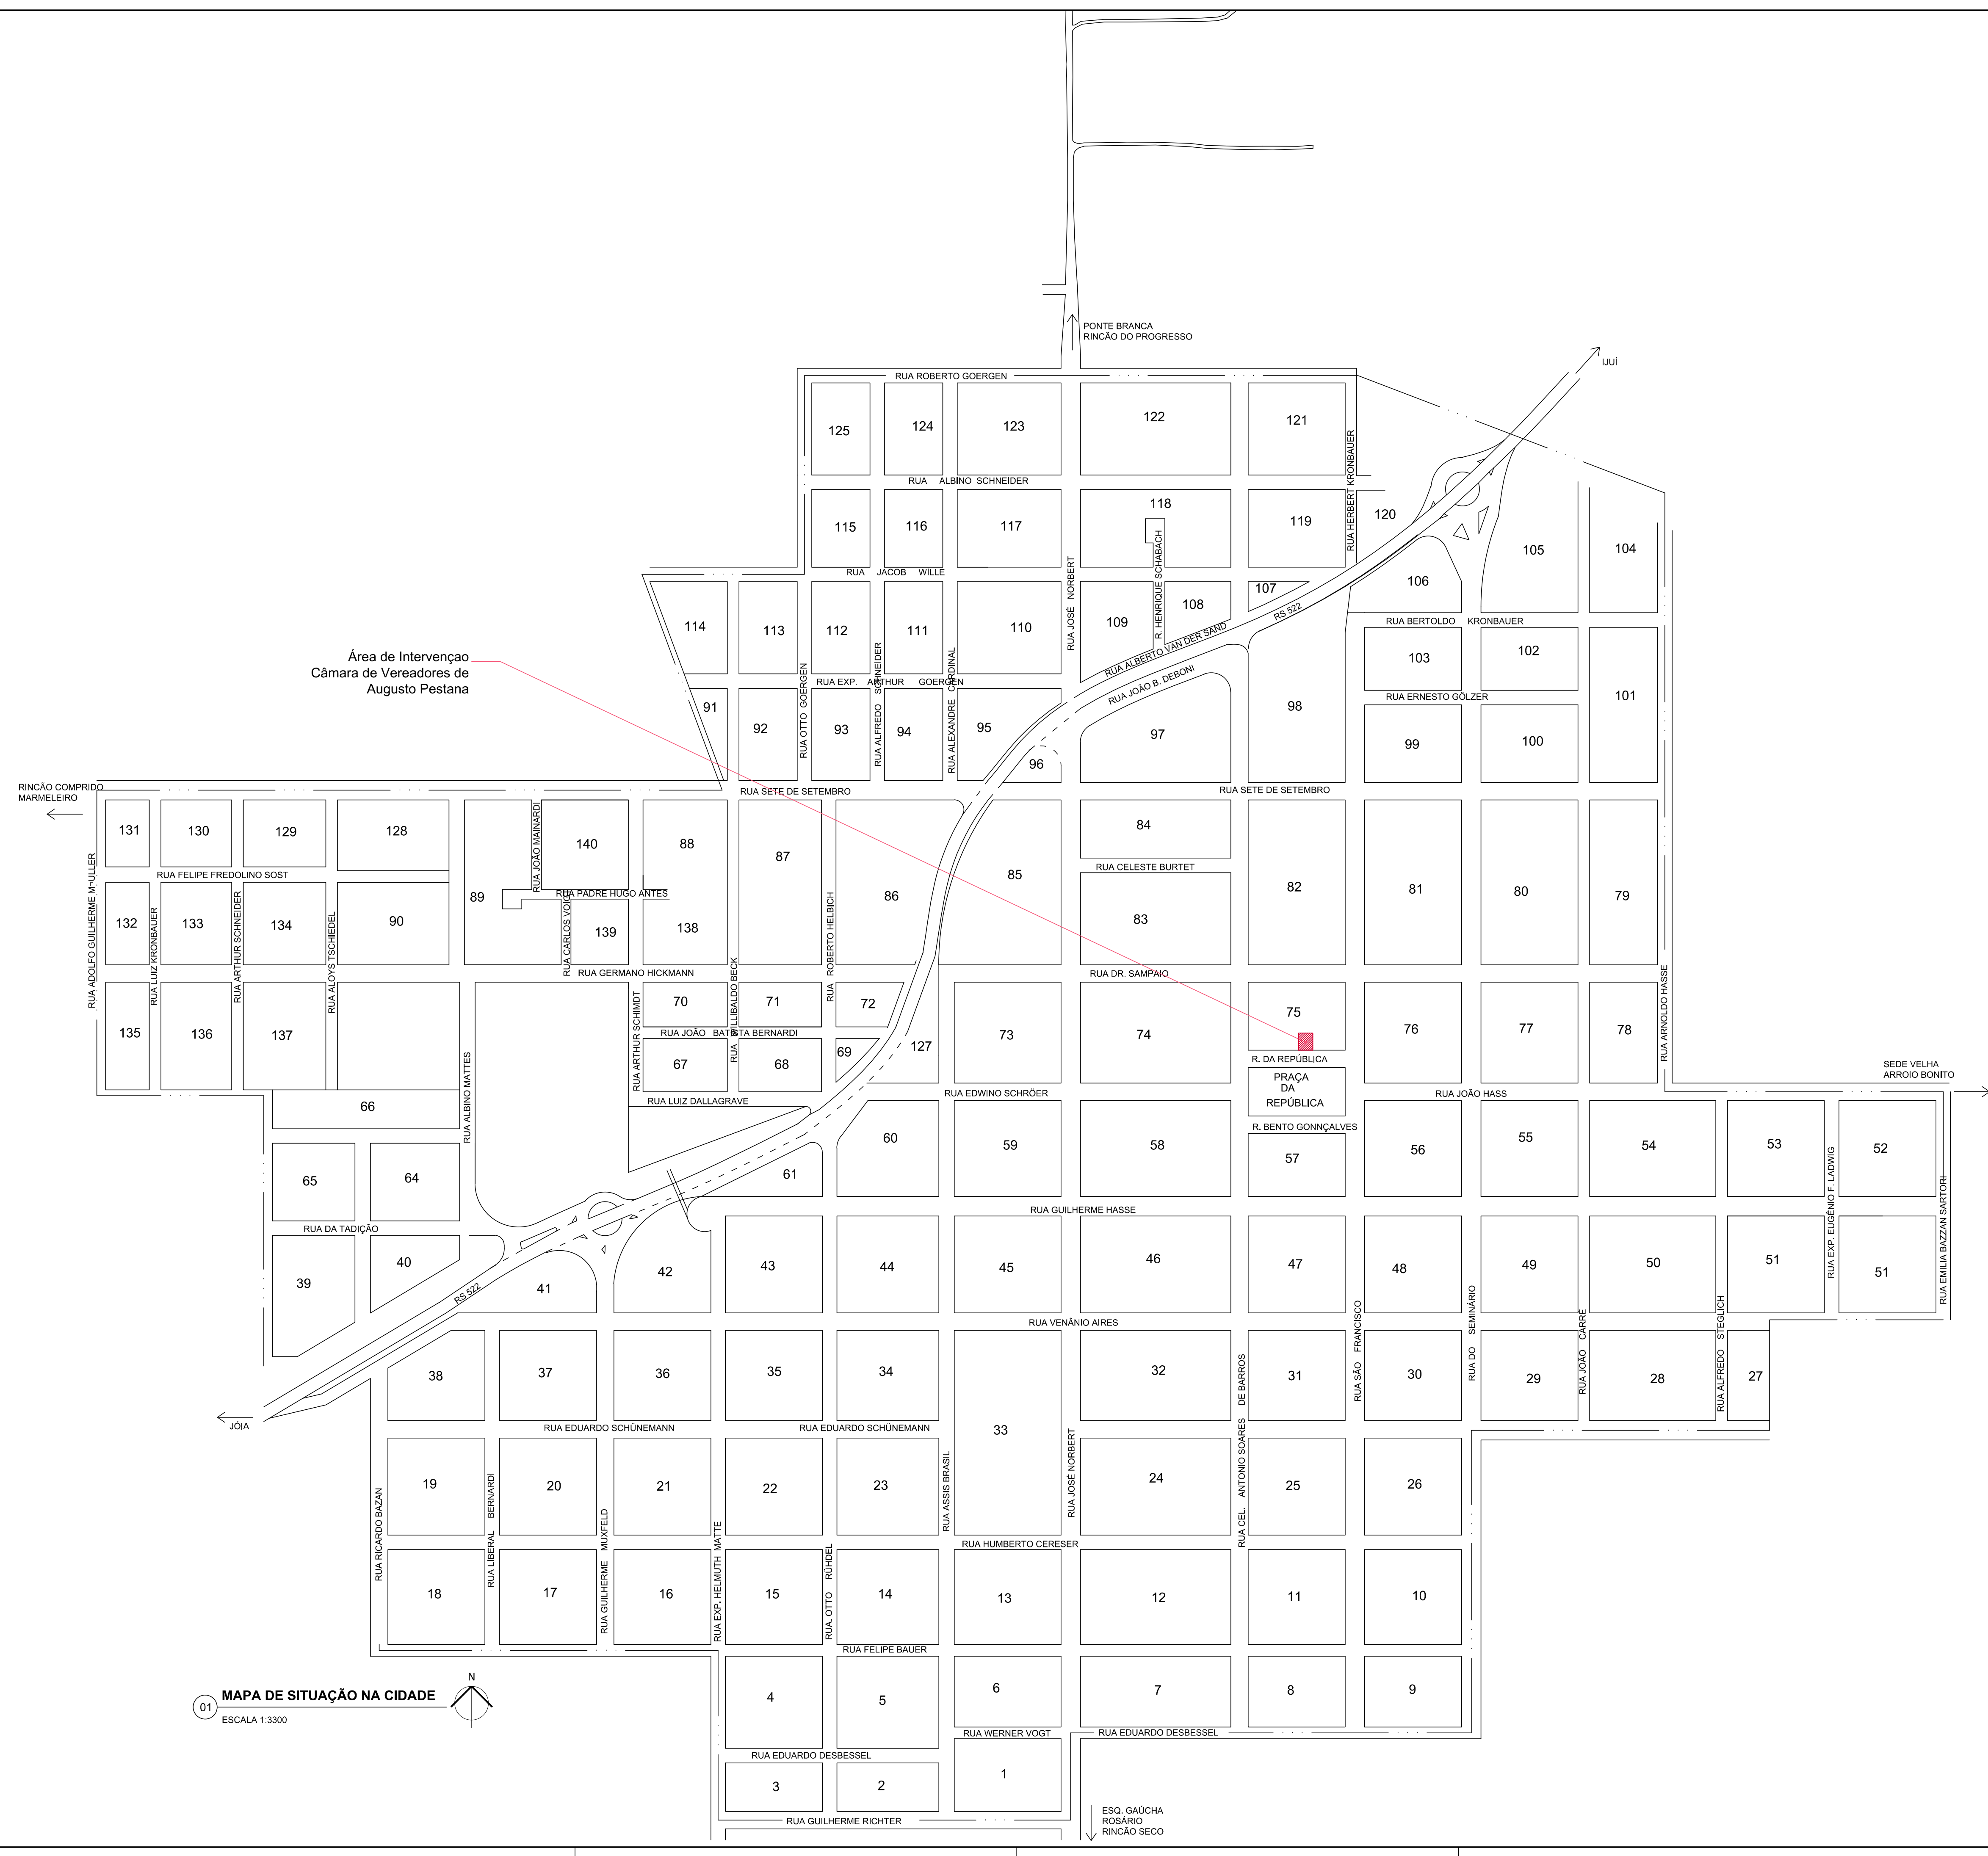 PONTE BRANCA
RINCÃO DO PROGRESSO
IJUÍ
RUA ROBERTO GOERGEN
125
124
123
122
121
RUA HERBERT KRONBAUER
RUA ALBINO SCHNEIDER
115
116
117
118
119
120
105
104
RUA JACOB WILLE
RUA JOSÉ NORBERT
R. HENRIQUE SCHABACH
114
113
112
111
110
109
108
107
106
RS 522
RUA ALBERTO VAN DER SAND
RUA JOÃO B. DEBONI
RUA BERTOLDO KRONBAUER
103
102
101
RUA ERNESTO GÖLZER
Área de Intervençao
Câmara de Vereadores de
Augusto Pestana
RUA OTTO GOERGEN
RUA ALFREDO SCHNEIDER
RUA ALEXANDRE CARDINAL
RUA EXP. ARTHUR GOERGEN
91
92
93
94
95
96
97
98
99
100
RINCÃO COMPRIDO
MARMELEIRO
RUA SETE DE SETEMBRO
RUA SETE DE SETEMBRO
131
130
129
128
RUA JOÃO MAINARDI
140
88
87
86
85
84
RUA CELESTE BURTET
83
82
81
80
79
RUA ADOLFO GUILHERME M¨ULLER
RUA FELIPE FREDOLINO SOST
89
RUA PADRE HUGO ANTES
132
133
134
90
139
138
RUA LUIZ KRONBAUER
RUA ARTHUR SCHNEIDER
RUA ALOYS TSCHIEDEL
RUA CARLOS VOIGT
RUA ROBERTO HELBICH
RUA WILLIBALDO BECK
RUA GERMANO HICKMANN
RUA DR. SAMPAIO
RUA ARNOLDO HASSE
135
136
137
RUA ALBINO MATTES
RUA ARTHUR SCHIMDT
70
71
72
RUA JOÃO BATISTA BERNARDI
67
68
69
127
73
74
75
76
77
78
R. DA REPÚBLICA
PRAÇA
DA
REPÚBLICA
SEDE VELHA
ARROIO BONITO
66
RUA LUIZ DALLAGRAVE
RUA EDWINO SCHRÖER
RUA JOÃO HASS
R. BENTO GONNÇALVES
65
64
61
60
59
58
57
56
55
54
53
52
RUA EXP. EUGÊNIO F. LADWIG
RUA EMILIA BAZZAN SARTORI
RUA DA TADIÇÃO
RUA GUILHERME HASSE
39
40
RS 522
41
42
43
44
45
46
47
48
49
50
51
51
RUA VENÂNIO AIRES
RUA SÃO FRANCISCO
RUA DO SEMINÁRIO
RUA JOÃO CARRÉ
RUA ALFREDO STEGLICH
JÓIA
38
37
36
35
34
33
32
31
30
29
28
27
RUA EDUARDO SCHÜNEMANN
RUA EDUARDO SCHÜNEMANN
RUA RICARDO BAZAN
RUA LIBERAL BERNARDI
RUA GUILHERME MUXFELD
RUA EXP. HELMUTH MATTE
RUA. OTTO RÜHDEL
RUA ASSIS BRASIL
RUA JOSÉ NORBERT
RUA CEL. ANTONIO SOARES DE BARROS
19
20
21
22
23
24
25
26
RUA HUMBERTO CERESER
18
17
16
15
14
13
12
11
10
RUA FELIPE BAUER
4
5
6
7
8
9
RUA WERNER VOGT
RUA EDUARDO DESBESSEL
RUA EDUARDO DESBESSEL
3
2
1
RUA GUILHERME RICHTER
ESQ. GAÚCHA
ROSÁRIO
RINCÃO SECO
01
MAPA DE SITUAÇÃO NA CIDADE
ESCALA 1:3300
N